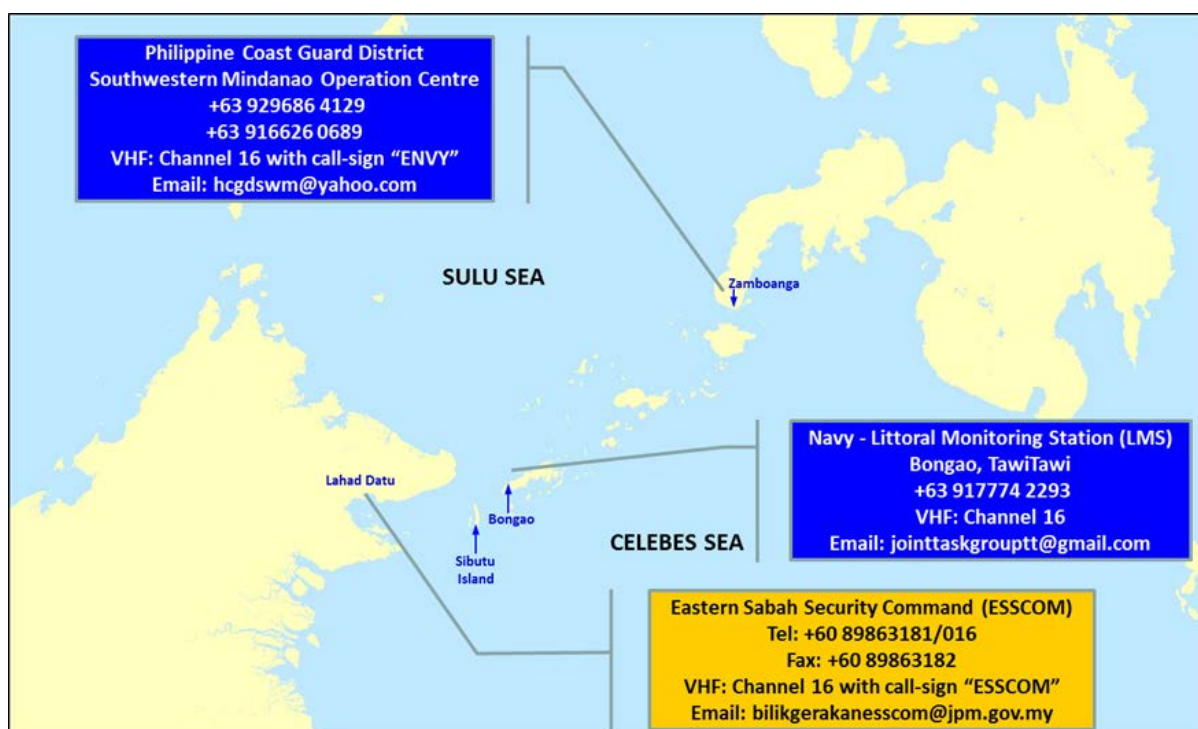 Philippine Coast Guard District
Southwestern Mindanao Operation Centre
+63 929686 4129
+63 916626 0689
VHF: Channel 16 with call-sign “ENVY”
Email: hcgdswm@yahoo.com
SULU SEA
Zamboanga
Navy - Littoral Monitoring Station (LMS)
Bongao, TawiTawi
+63 917774 2293
VHF: Channel 16
Email: jointtaskgrouptt@gmail.com
Lahad Datu
Bongao
CELEBES SEA
Sibutu
Island
Eastern Sabah Security Command (ESSCOM)
Tel: +60 89863181/016
Fax: +60 89863182
VHF: Channel 16 with call-sign “ESSCOM”
Email: bilikgerakanesscom@jpm.gov.my